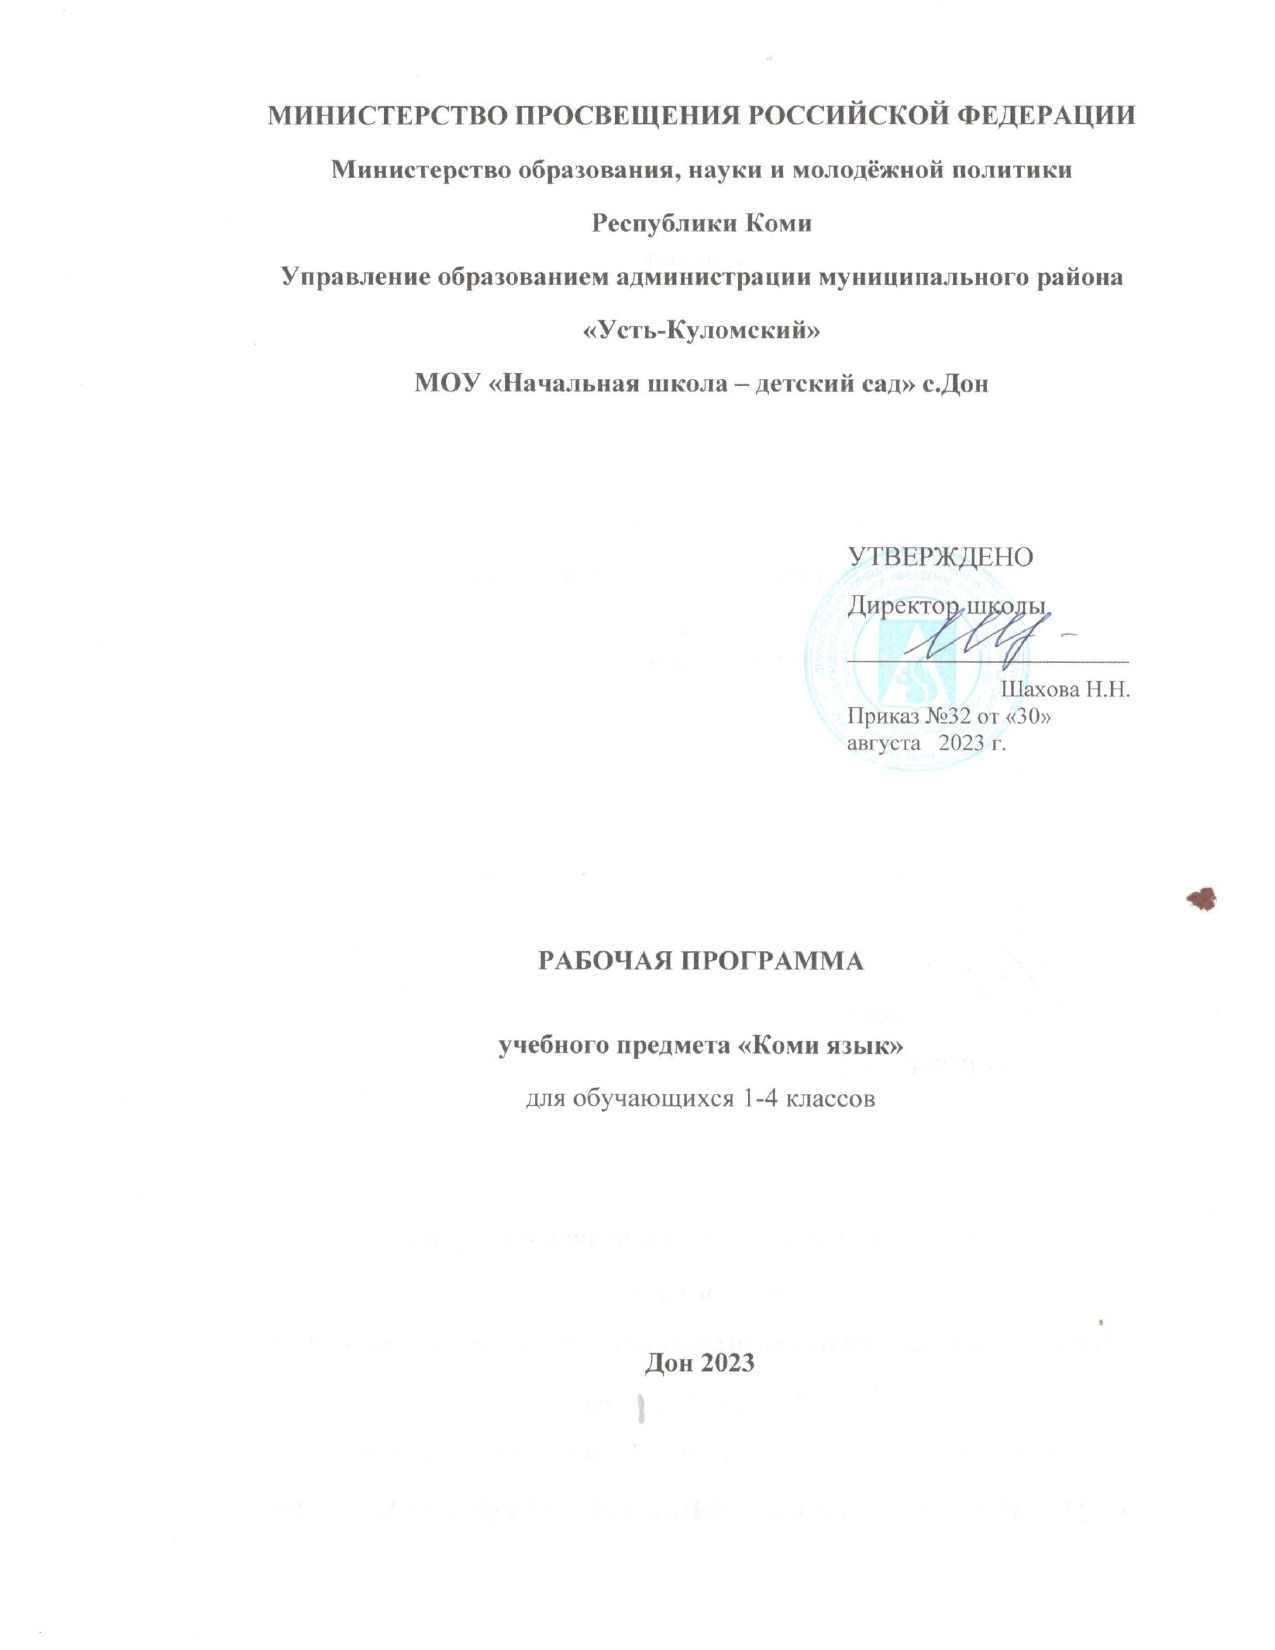 МИНИСТЕРСТВО ПРОСВЕЩЕНИЯ РОССИЙСКОЙ ФЕДЕРАЦИИ
Министерство образования, науки и молодёжной политики
Республики Коми
Управление образованием администрации муниципального района
«Усть-Куломский»
МОУ «Начальная школа – детский сад» с.Дон
УТВЕРЖДЕНО
Директор школы
Шахова Н.Н.
Приказ №32 от «30»
августа 2023 г.
РАБОЧАЯ ПРОГРАММА
учебного предмета «Коми язык»
для обучающихся 1-4 классов
Дон 2023